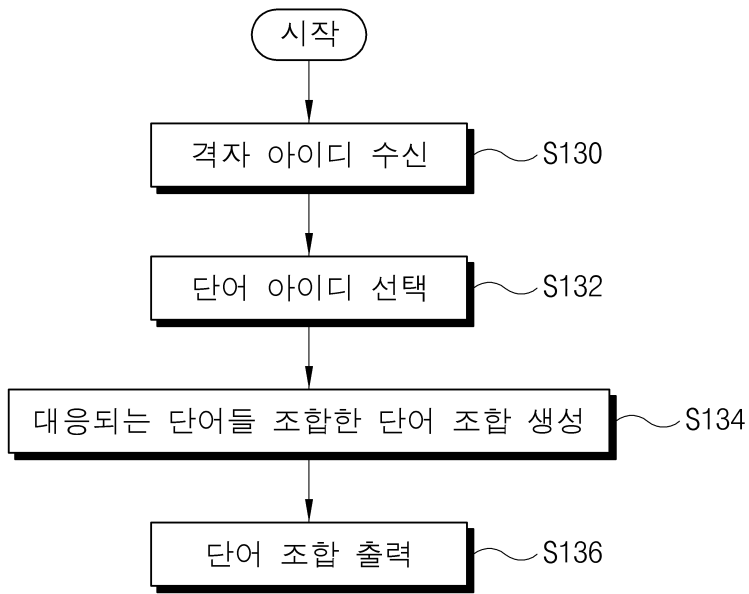 시작
격자 아이디 수신
S130
단어 아이디 선택
S132
대응되는 단어들 조합한 단어 조합 생성
S134
단어 조합 출력
S136